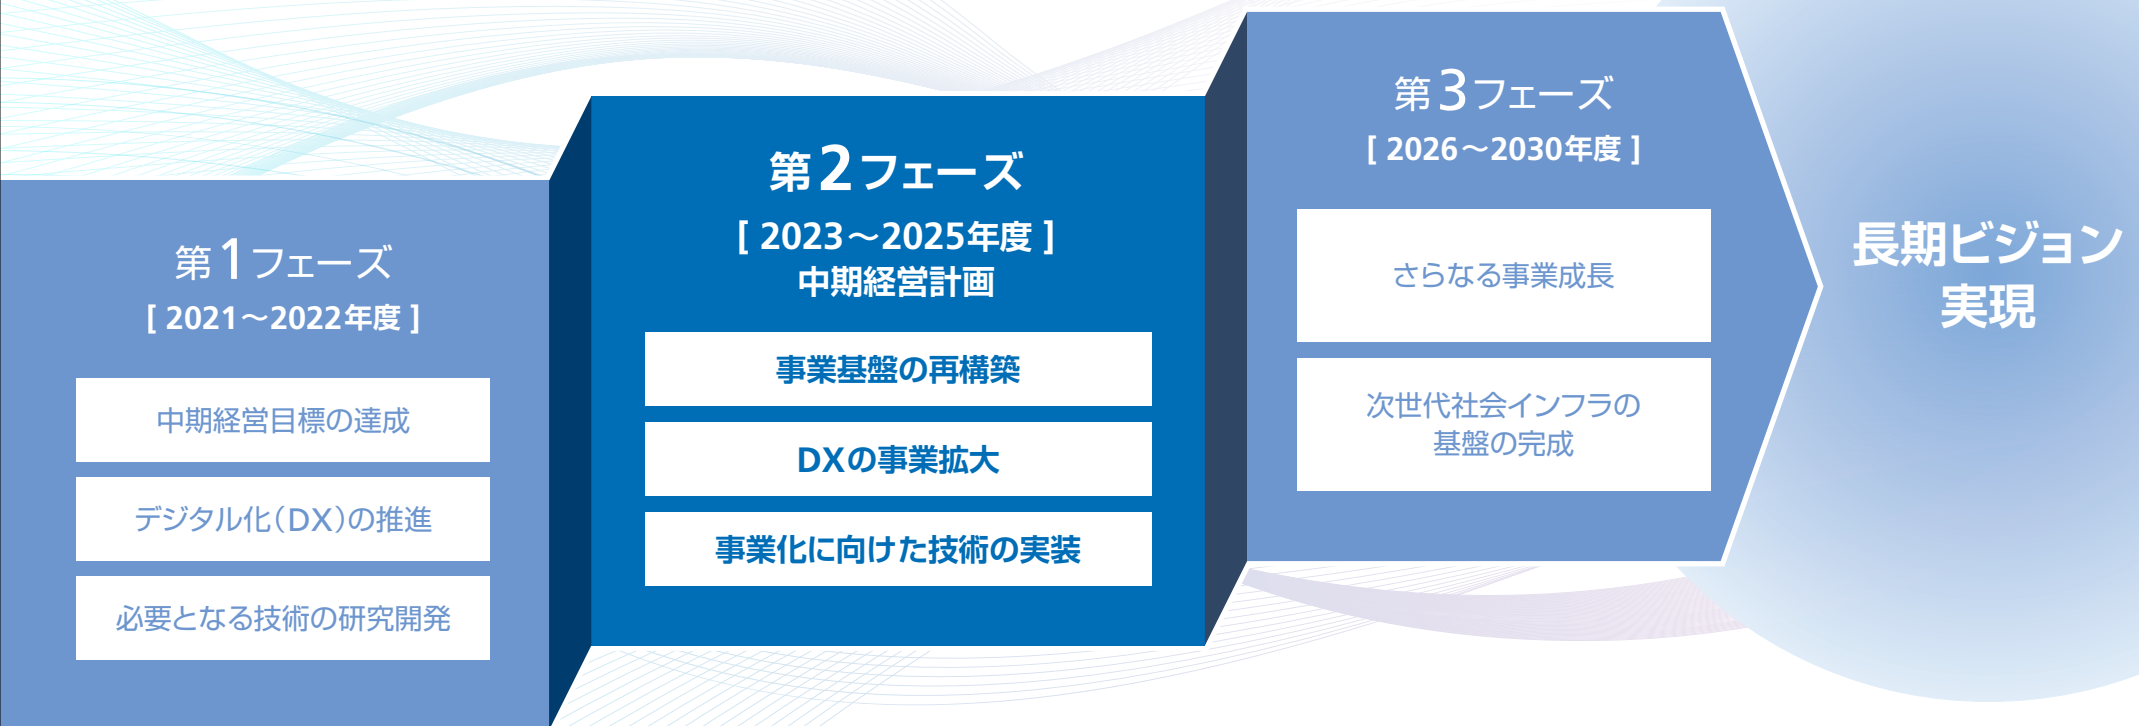 第1フェーズ
[ 2021～2022年度 ]
中期経営目標の達成
デジタル化（DX）の推進
必要となる技術の研究開発
第2フェーズ
[ 2023～2025年度 ]
中期経営計画
事業基盤の再構築
DXの事業拡大
事業化に向けた技術の実装
第3フェーズ
[ 2026～2030年度 ]
さらなる事業成長
次世代社会インフラの
基盤の完成
長期ビジョン
実現